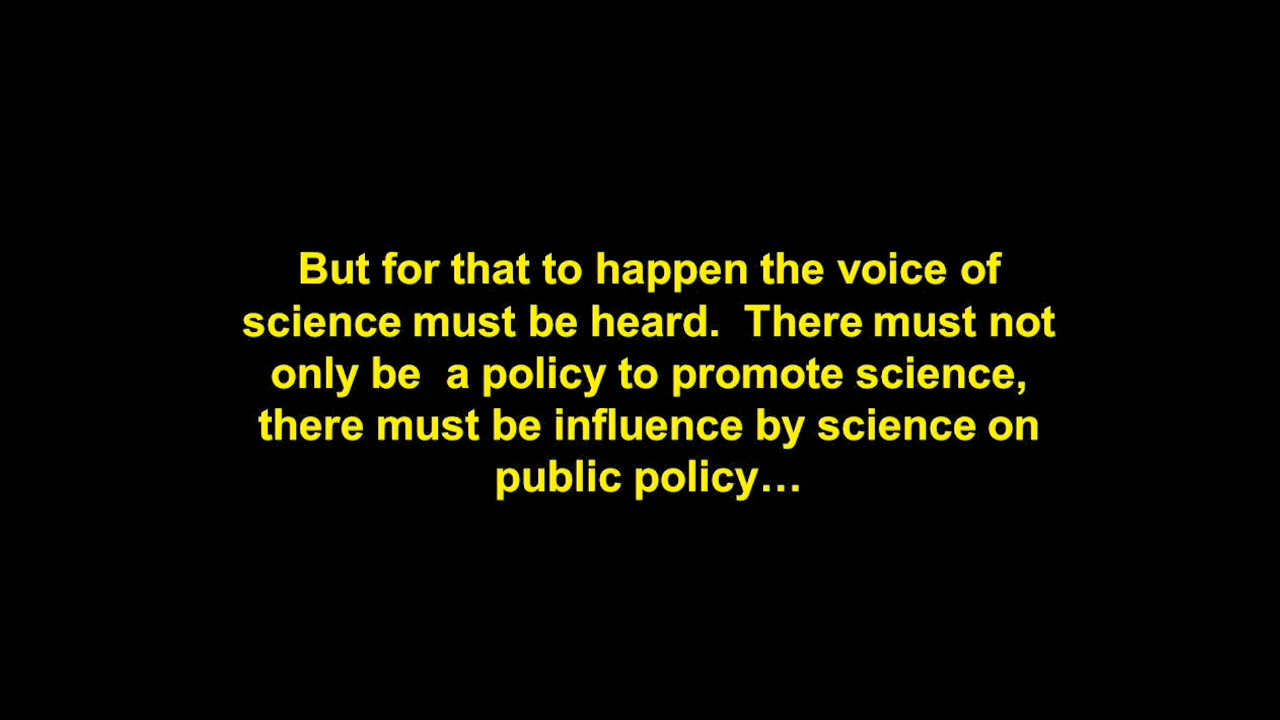 But for that to happen the voice of
science must be heard.  There must not
only be  a policy to promote science,
there must be influence by science on
public policy…